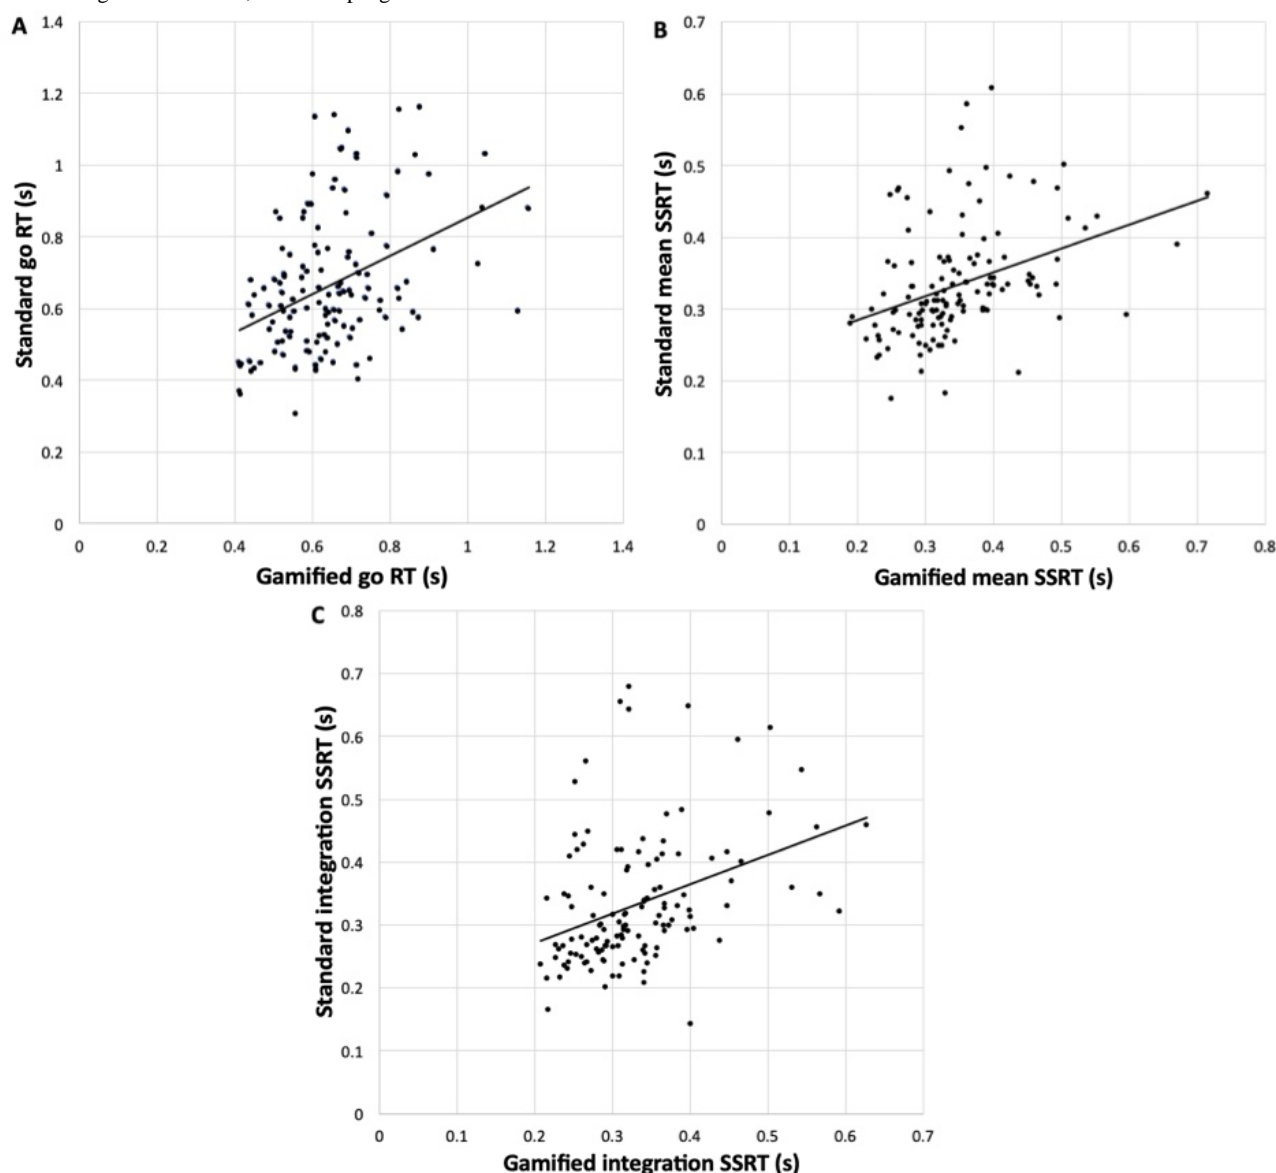 A
1.4
1.2
1
0.8
0.6
0.4
0.2
0
0 0.2 0.4 0.6 0.8 1 1.2 1.4
Standard go RT (s)
Gamified go RT (s)
B
0.7
0.6
0.5
0.4
0.3
0.2
0.1
0
0 0.1 0.2 0.3 0.4 0.5 0.6 0.7 0.8
Standard mean SSRT (s)
Gamified mean SSRT (s)
C
0.8
0.7
0.6
0.5
0.4
0.3
0.2
0.1
0
0 0.1 0.2 0.3 0.4 0.5 0.6 0.7
Standard integration SSRT (s)
Gamified integration SSRT (s)